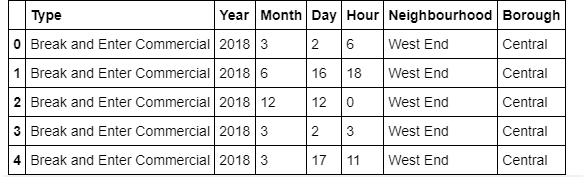 Type Year Month Day Hour Neighbourhood Borough
0 Break and Enter Commercial 2018 3 2 6 West End Central
1 Break and Enter Commercial 2018 6 16 18 West End Central
2 Break and Enter Commercial 2018 12 12 0 West End Central
3 Break and Enter Commercial 2018 3 2 3 West End Central
4 Break and Enter Commercial 2018 3 17 11 West End Central